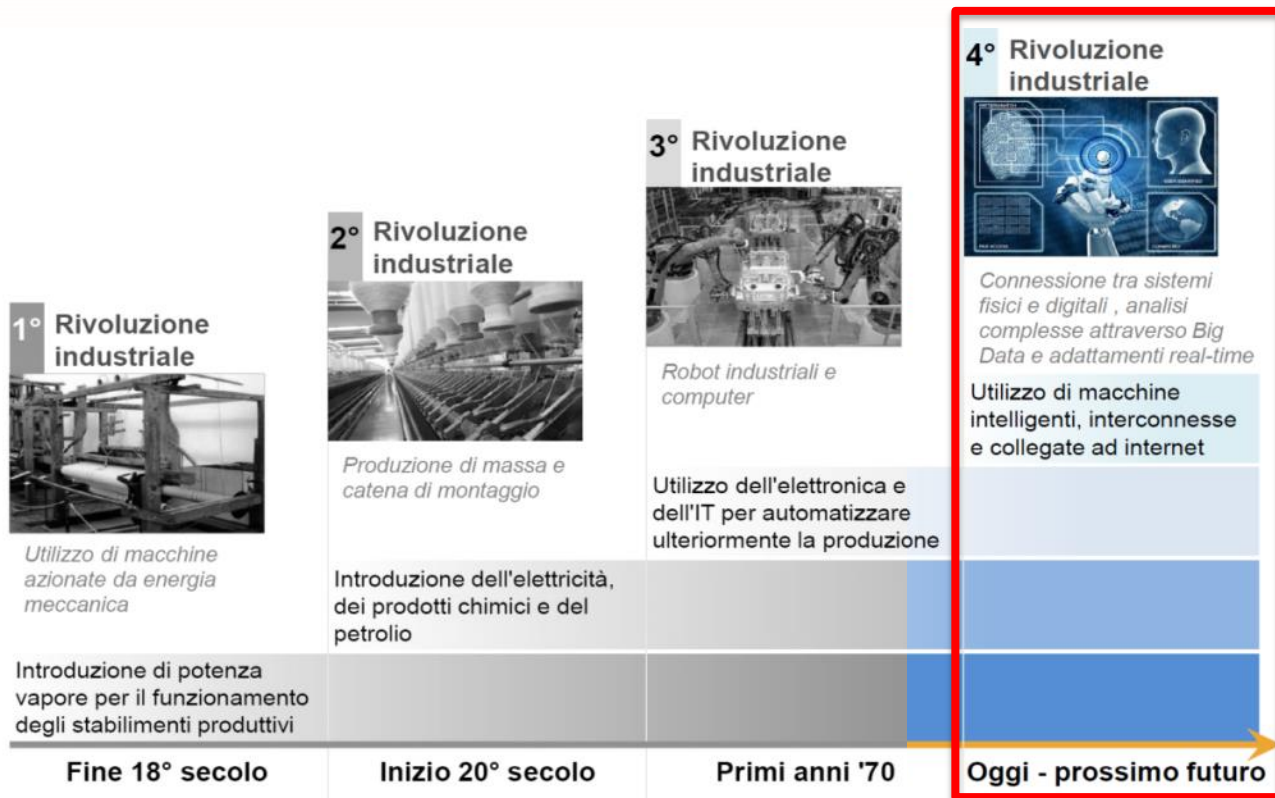 1° Rivoluzione
industriale
Utilizzo di macchine
azionate da energia
meccanica
Introduzione di potenza
vapore per il funzionamento
degli stabilimenti produttivi
Fine 18° secolo
2° Rivoluzione
industriale
Produzione di massa e
catena di montaggio
Introduzione dell'elettricità,
dei prodotti chimici e del
petrolio
Inizio 20° secolo
3° Rivoluzione
industriale
Robot industriali e
computer
Utilizzo dell'elettronica e
dell'IT per automatizzare
ulteriormente la produzione
Primi anni '70
4° Rivoluzione
industriale
Connessione tra sistemi
fisici e digitali , analisi
complesse attraverso Big
Data e adattamenti real-time
Utilizzo di macchine
intelligenti, interconnesse
e collegate ad internet
Oggi - prossimo futuro